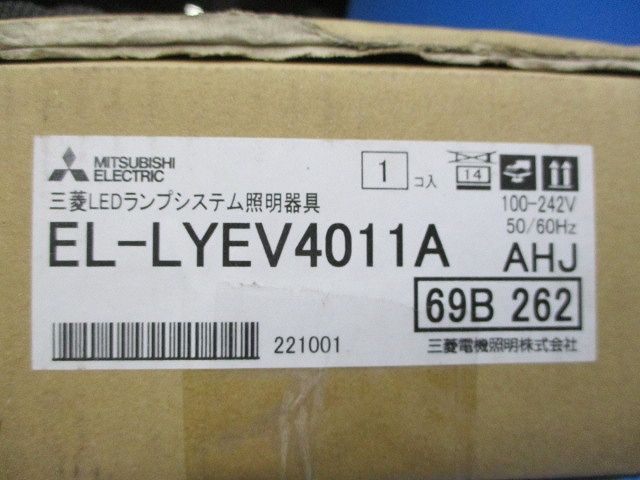 MITSUBISHI
ELECTRIC
1 コ入
14
三菱LEDランプシステム照明器具
100-242V
50/60Hz
EL-LYEV4011A AHJ
69B 262
221001
三菱電機照明株式会社